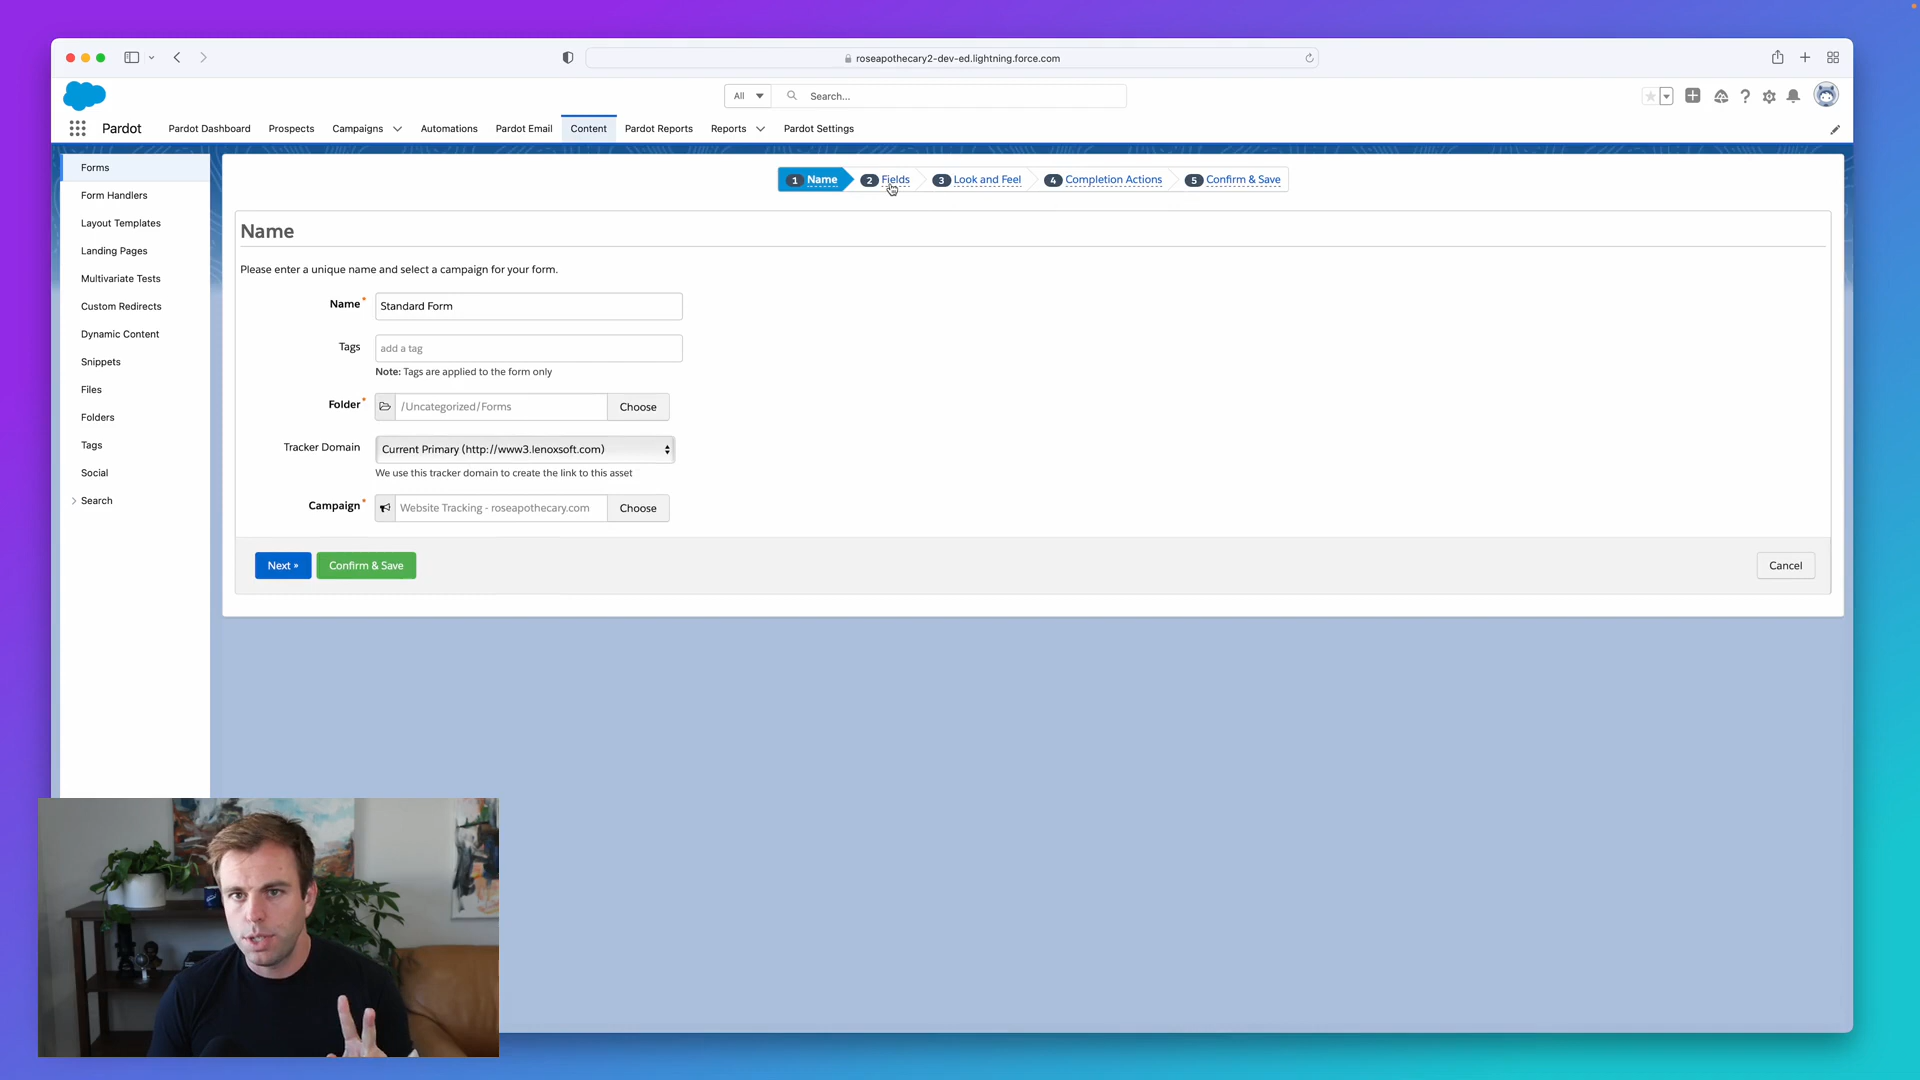 roseapothecary2-dev-ed.lightning.force.com
All
Search...
Pardot
Pardot Dashboard
Prospects
Campaigns
Automations
Pardot Email
Content
Pardot Reports
Reports
Pardot Settings
Forms
Form Handlers
Layout Templates
Landing Pages
Multivariate Tests
Custom Redirects
Dynamic Content
Snippets
Files
Folders
Tags
Social
Search
1 Name
2 Fields
3 Look and Feel
4 Completion Actions
5 Confirm & Save
Name
Please enter a unique name and select a campaign for your form.
Name * Standard Form
Tags add a tag
Note: Tags are applied to the form only
Folder * /Uncategorized/Forms Choose
Tracker Domain Current Primary (http://www3.lenoxsoft.com)
We use this tracker domain to create the link to this asset
Campaign * Website Tracking - roseapothecary.com Choose
Next »
Confirm & Save
Cancel